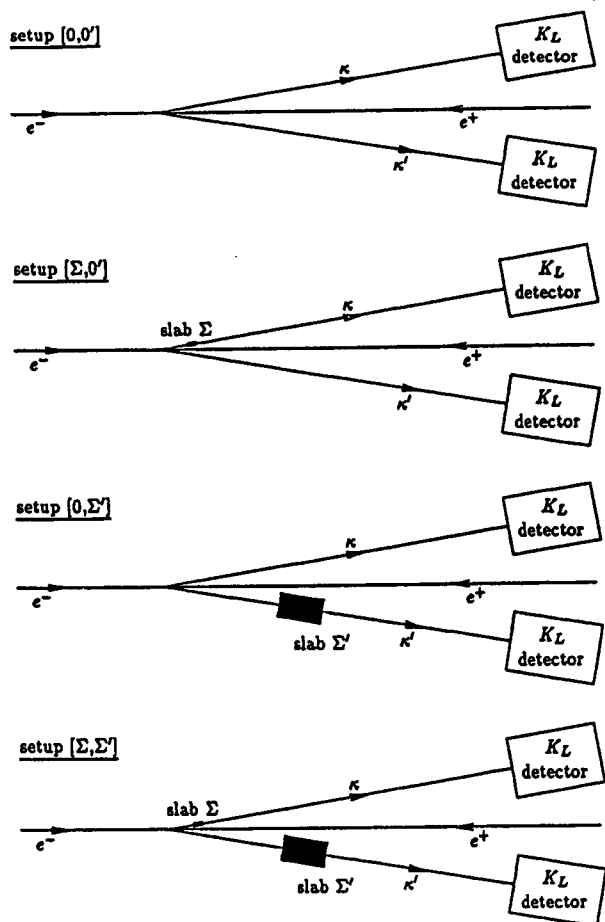 setup [0,0′]
K_L
detector
κ
e⁻
e⁺
κ′
K_L
detector
setup [Σ,0′]
K_L
detector
κ
slab Σ
e⁻
e⁺
κ′
K_L
detector
setup [0,Σ′]
K_L
detector
κ
e⁻
e⁺
slab Σ′
κ′
K_L
detector
setup [Σ,Σ′]
K_L
detector
κ
slab Σ
e⁻
e⁺
slab Σ′
κ′
K_L
detector